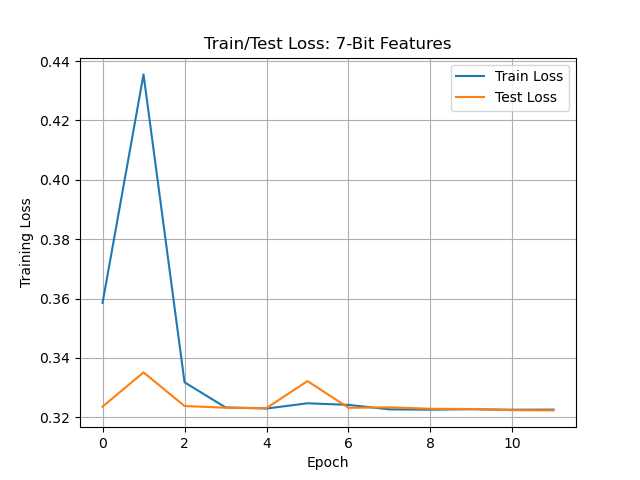 Train/Test Loss: 7-Bit Features
Train Loss
Test Loss
0.44
0.42
0.40
0.38
0.36
0.34
0.32
Training Loss
0 2 4 6 8 10
Epoch